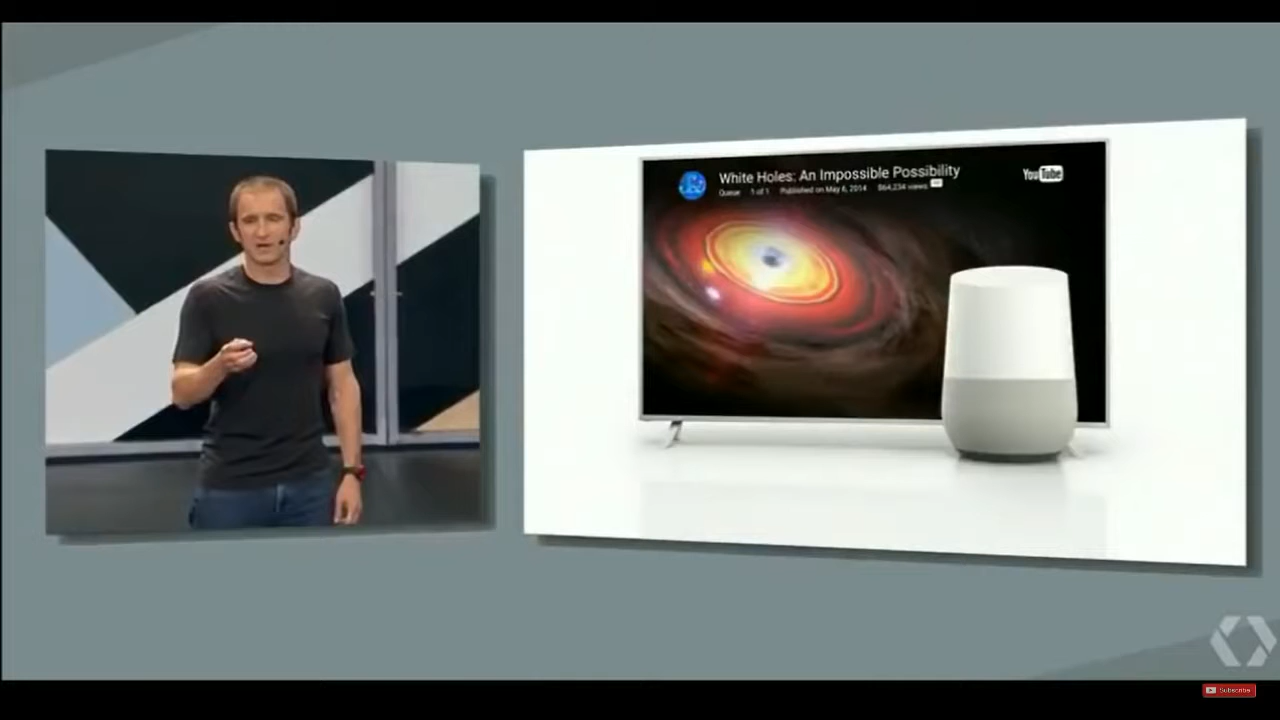 White Holes: An Impossible Possibility
Queue 1 of 1 Published on May 6, 2014 864,234 views
YouTube
Subscribe